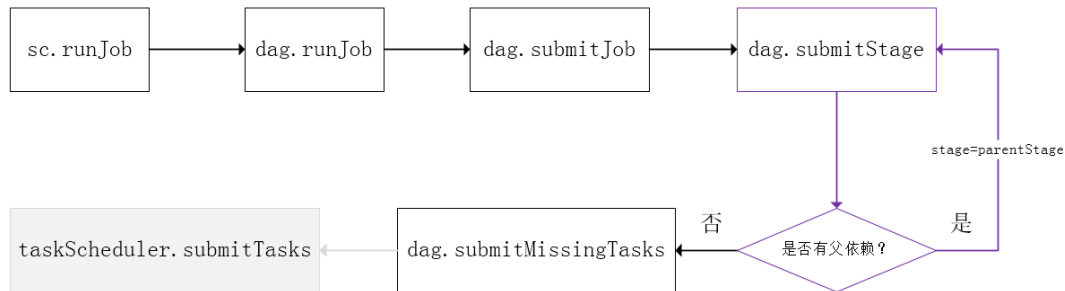 sc.runJob
dag.runJob
dag.submitJob
dag.submitStage
stage=parentStage
是否有父依赖？
是
否
dag.submitMissingTasks
taskScheduler.submitTasks